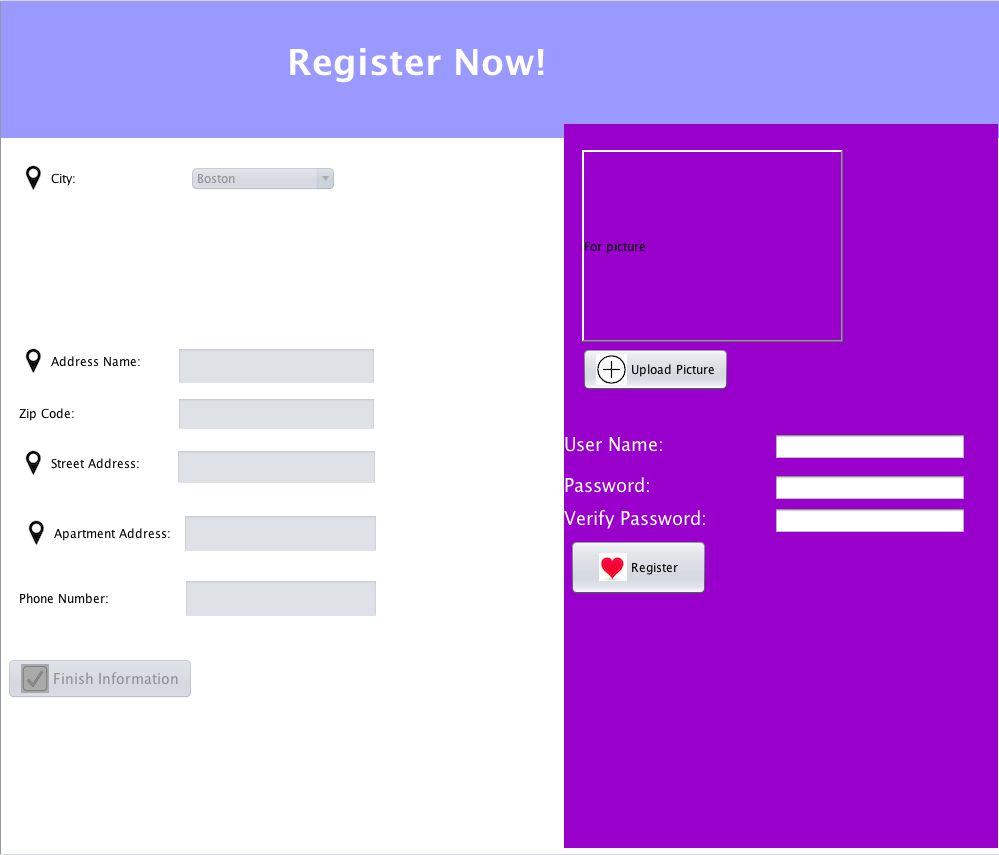 Register Now!
City:
Boston
For picture
Address Name:
Upload Picture
Zip Code:
User Name:
Street Address:
Password:
Verify Password:
Apartment Address:
Register
Phone Number:
Finish Information